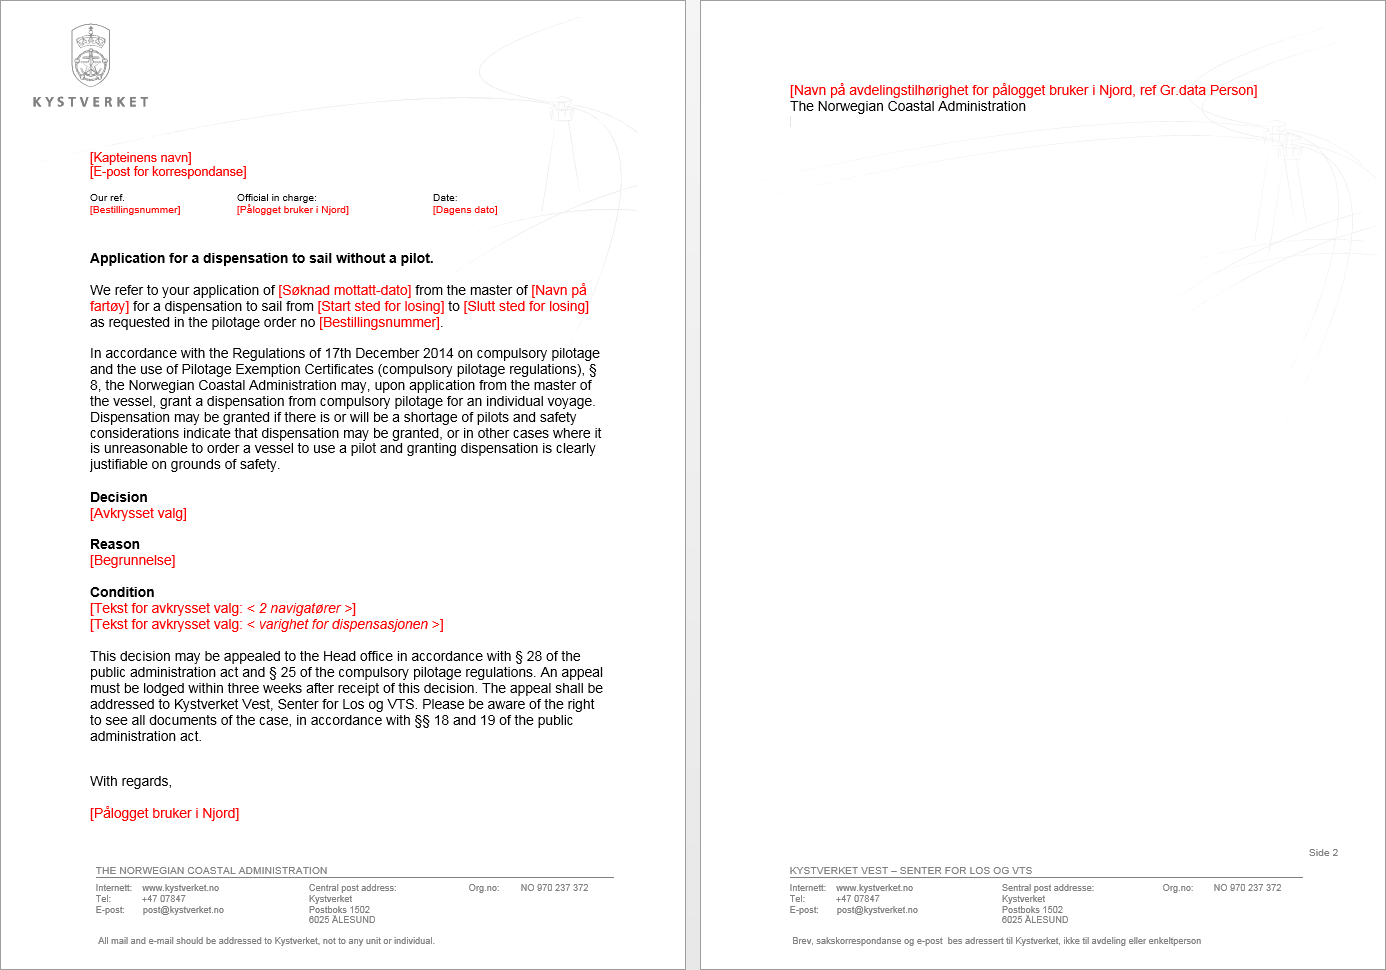 KYSTVERKET
[Kapteinens navn]
[E-post for korrespondanse]
Our ref. Official in charge: Date:
[Bestillingsnummer] [Pålogget bruker i Njord] [Dagens dato]
Application for a dispensation to sail without a pilot.
We refer to your application of [Søknad mottatt-dato] from the master of [Navn på
fartøy] for a dispensation to sail from [Start sted for losing] to [Slutt sted for losing]
as requested in the pilotage order no [Bestillingsnummer].
In accordance with the Regulations of 17th December 2014 on compulsory pilotage
and the use of Pilotage Exemption Certificates (compulsory pilotage regulations), §
8, the Norwegian Coastal Administration may, upon application from the master of
the vessel, grant a dispensation from compulsory pilotage for an individual voyage.
Dispensation may be granted if there is or will be a shortage of pilots and safety
considerations indicate that dispensation may be granted, or in other cases where it
is unreasonable to order a vessel to use a pilot and granting dispensation is clearly
justifiable on grounds of safety.
Decision
[Avkrysset valg]
Reason
[Begrunnelse]
Condition
[Tekst for avkrysset valg: < 2 navigatører >]
[Tekst for avkrysset valg: < varighet for dispensasjonen >]
This decision may be appealed to the Head office in accordance with § 28 of the
public administration act and § 25 of the compulsory pilotage regulations. An appeal
must be lodged within three weeks after receipt of this decision. The appeal shall be
addressed to Kystverket Vest, Senter for Los og VTS. Please be aware of the right
to see all documents of the case, in accordance with §§ 18 and 19 of the public
administration act.
With regards,
[Pålogget bruker i Njord]
THE NORWEGIAN COASTAL ADMINISTRATION
Internett: www.kystverket.no Central post address: Org.no: NO 970 237 372
Tel: +47 07847 Kystverket
E-post: post@kystverket.no Postboks 1502
6025 ÅLESUND
All mail and e-mail should be addressed to Kystverket, not to any unit or individual.
[Navn på avdelingstilhørighet for pålogget bruker i Njord, ref Gr.data Person]
The Norwegian Coastal Administration
Side 2
KYSTVERKET VEST – SENTER FOR LOS OG VTS
Internett: www.kystverket.no Sentral post addresse: Org.no: NO 970 237 372
Tel: +47 07847 Kystverket
E-post: post@kystverket.no Postboks 1502
6025 ÅLESUND
Brev, sakskorrespondanse og e-post bes adressert til Kystverket, ikke til avdeling eller enkeltperson